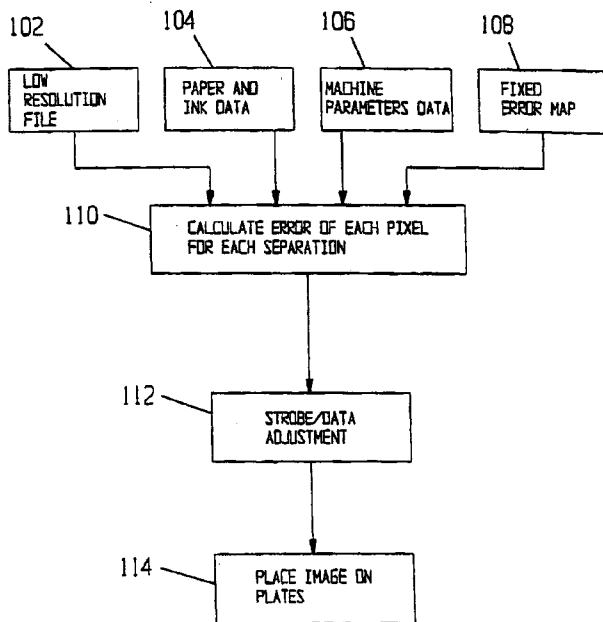 102
104
106
108
LOW
RESOLUTION
FILE
PAPER AND
INK DATA
MACHINE
PARAMETERS DATA
FIXED
ERROR MAP
110
CALCULATE ERROR OF EACH PIXEL
FOR EACH SEPARATION
112
STROBE/DATA
ADJUSTMENT
114
PLACE IMAGE ON
PLATES